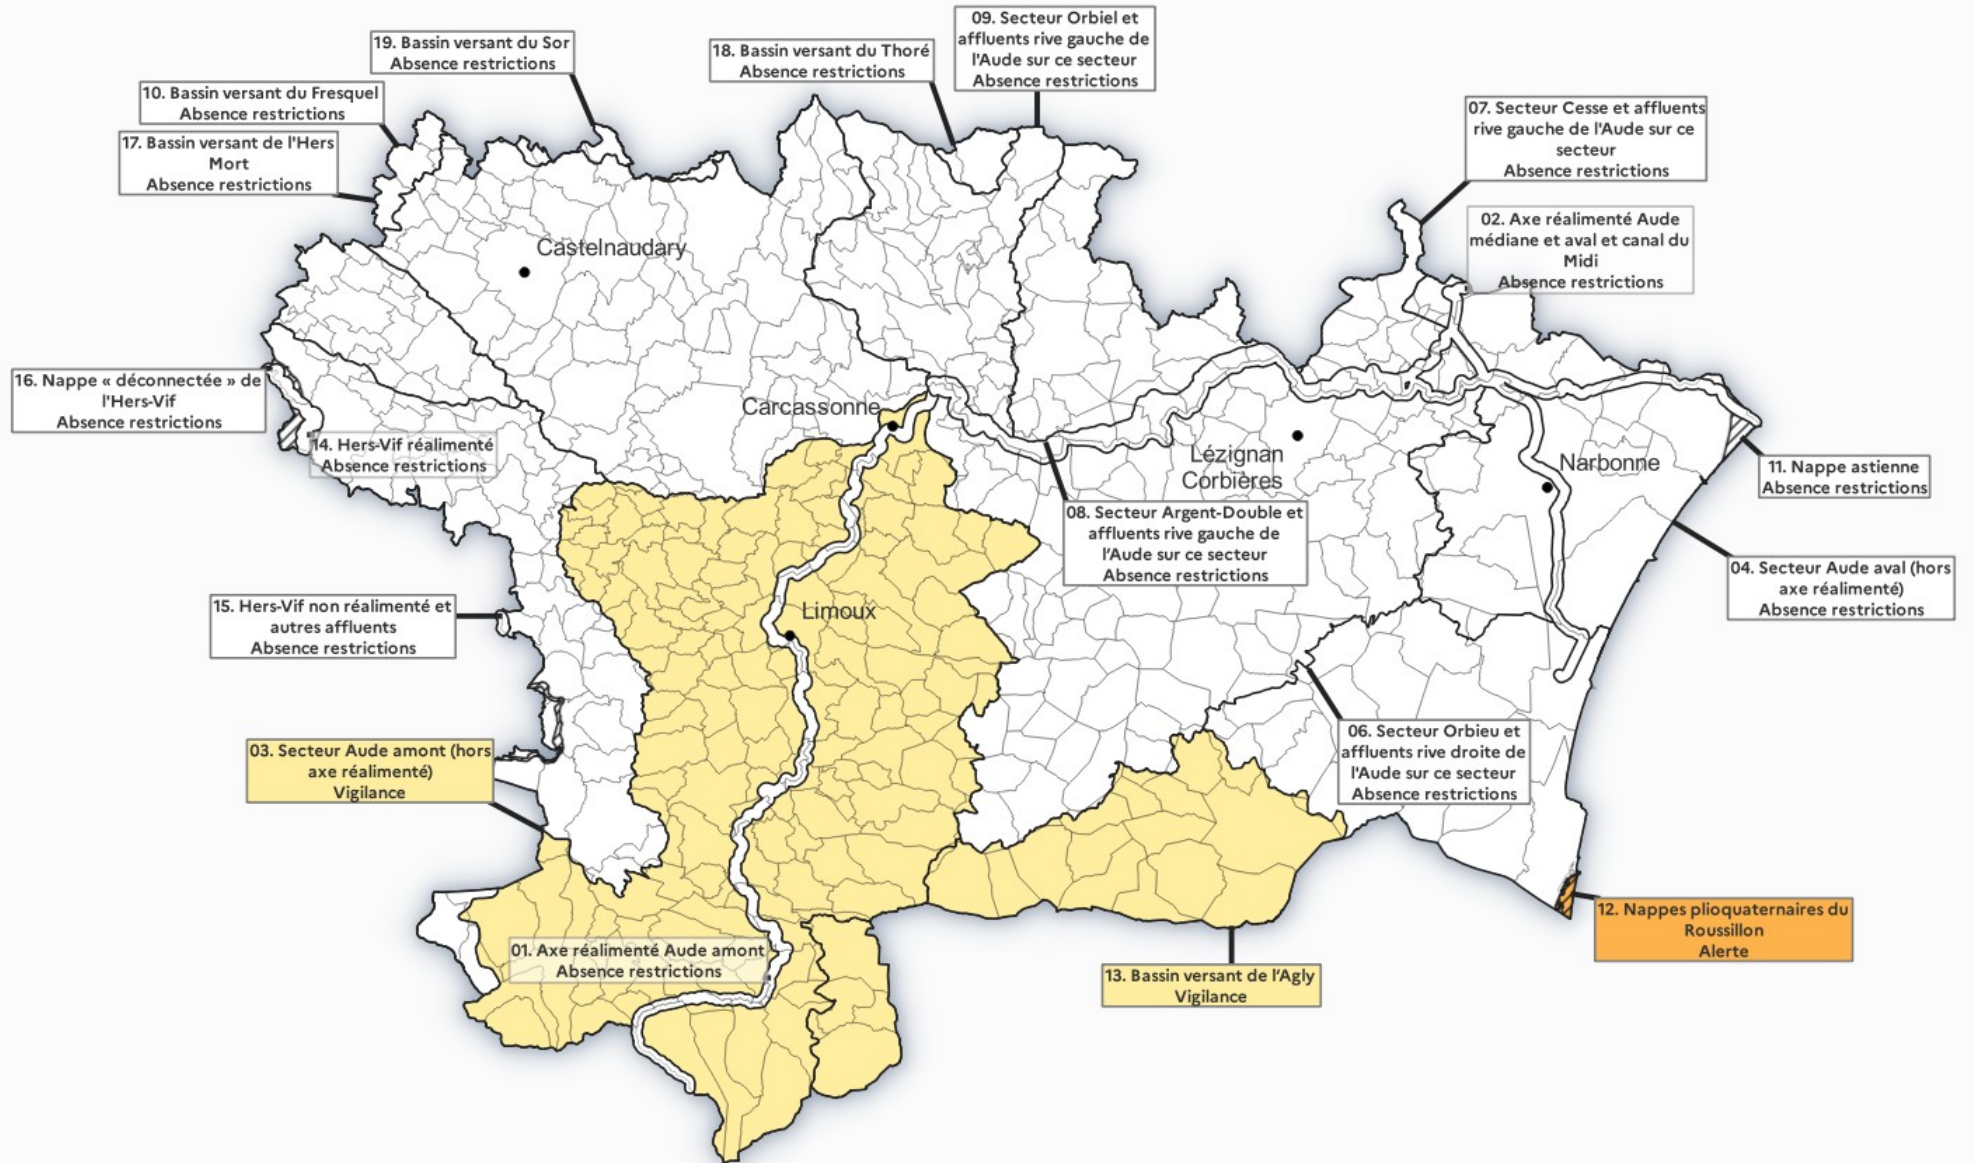 09. Secteur Orbiel et
affluents rive gauche de
l'Aude sur ce secteur
Absence restrictions
19. Bassin versant du Sor
Absence restrictions
18. Bassin versant du Thoré
Absence restrictions
10. Bassin versant du Fresquel
Absence restrictions
17. Bassin versant de l'Hers
Mort
Absence restrictions
07. Secteur Cesse et affluents
rive gauche de l'Aude sur ce
secteur
Absence restrictions
02. Axe réalimenté Aude
médiane et aval et canal du
Midi
Absence restrictions
Castelnaudary
16. Nappe « déconnectée » de
l'Hers-Vif
Absence restrictions
Carcassonne
14. Hers-Vif réalimenté
Absence restrictions
Lézignan
Corbières
Narbonne
11. Nappe astienne
Absence restrictions
08. Secteur Argent-Double et
affluents rive gauche de
l'Aude sur ce secteur
Absence restrictions
04. Secteur Aude aval (hors
axe réalimenté)
Absence restrictions
15. Hers-Vif non réalimenté et
autres affluents
Absence restrictions
Limoux
03. Secteur Aude amont (hors
axe réalimenté)
Vigilance
06. Secteur Orbieu et
affluents rive droite de
l'Aude sur ce secteur
Absence restrictions
12. Nappes plioquaternaires du
Roussillon
Alerte
01. Axe réalimenté Aude amont
Absence restrictions
13. Bassin versant de l'Agly
Vigilance